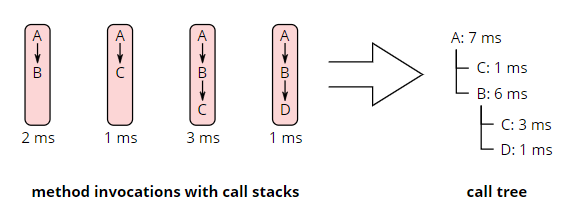 A
B
2 ms
A
C
1 ms
A
B
C
3 ms
A
B
D
1 ms
method invocations with call stacks
A: 7 ms
C: 1 ms
B: 6 ms
C: 3 ms
D: 1 ms
call tree